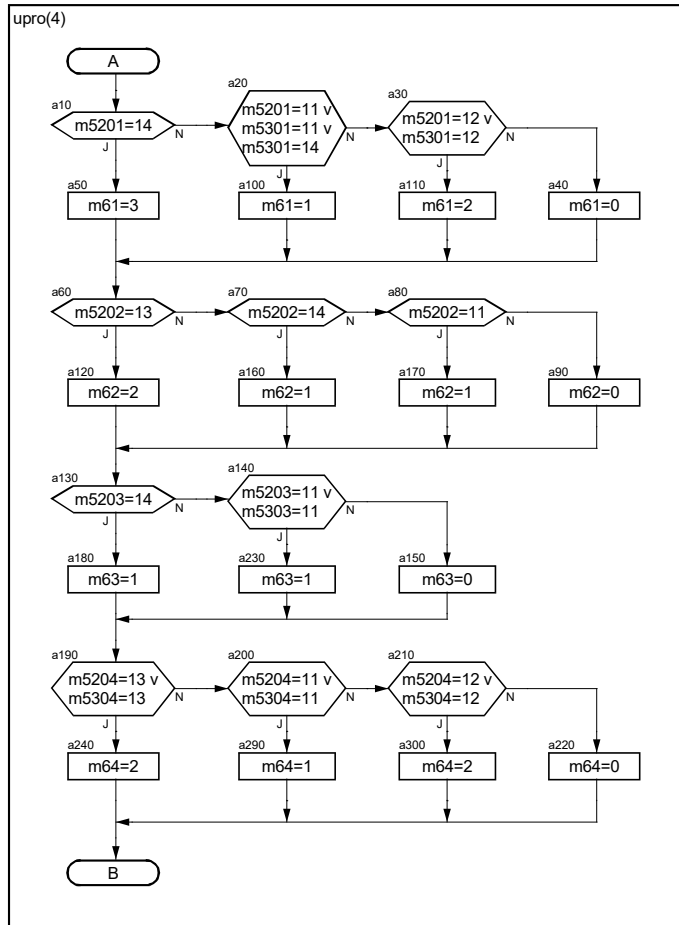 upro(4)
A
a10
m5201=14
N
J
a20
m5201=11 v
m5301=11 v
m5301=14
N
J
a30
m5201=12 v
m5301=12
N
J
a50
m61=3
a100
m61=1
a110
m61=2
a40
m61=0
a60
m5202=13
N
J
a70
m5202=14
N
J
a80
m5202=11
N
J
a120
m62=2
a160
m62=1
a170
m62=1
a90
m62=0
a130
m5203=14
N
J
a140
m5203=11 v
m5303=11
N
J
a180
m63=1
a230
m63=1
a150
m63=0
a190
m5204=13 v
m5304=13
N
J
a200
m5204=11 v
m5304=11
N
J
a210
m5204=12 v
m5304=12
N
J
a240
m64=2
a290
m64=1
a300
m64=2
a220
m64=0
B